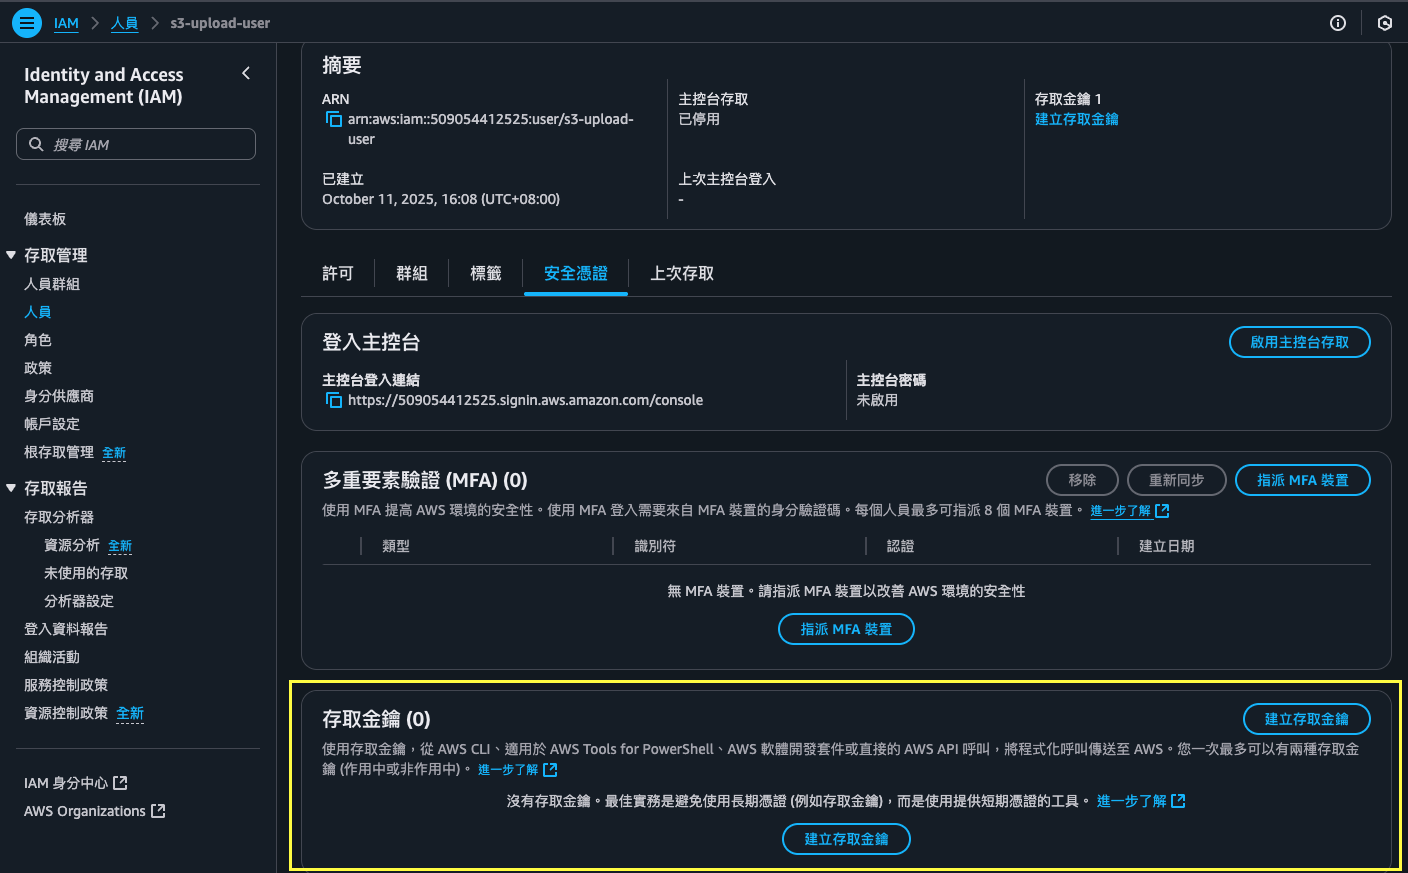 IAM > 人員 > s3-upload-user
Identity and Access
Management (IAM)
搜尋 IAM
儀表板
存取管理
人員群組
人員
角色
政策
身分供應商
帳戶設定
根存取管理 全新
存取報告
存取分析器
資源分析 全新
未使用的存取
分析器設定
登入資料報告
組織活動
服務控制政策
資源控制政策 全新
IAM 身分中心
AWS Organizations
摘要
ARN
arn:aws:iam::509054412525:user/s3-upload-
user
已建立
October 11, 2025, 16:08 (UTC+08:00)
主控台存取
已停用
上次主控台登入
-
存取金鑰 1
建立存取金鑰
許可 群組 標籤 安全憑證 上次存取
登入主控台
啟用主控台存取
主控台登入連結
https://509054412525.signin.aws.amazon.com/console
主控台密碼
未啟用
多重要素驗證 (MFA) (0)
移除 重新同步 指派 MFA 裝置
使用 MFA 提高 AWS 環境的安全性。使用 MFA 登入需要來自 MFA 裝置的身分驗證碼。每個人員最多可指派 8 個 MFA 裝置。 進一步了解
類型 識別符 認證 建立日期
無 MFA 裝置。請指派 MFA 裝置以改善 AWS 環境的安全性
指派 MFA 裝置
存取金鑰 (0)
建立存取金鑰
使用存取金鑰，從 AWS CLI、適用於 AWS Tools for PowerShell、AWS 軟體開發套件或直接的 AWS API 呼叫，將程式化呼叫傳送至 AWS。您一次最多可以有兩種存取金
鑰 (作用中或非作用中)。 進一步了解
沒有存取金鑰。最佳實務是避免使用長期憑證 (例如存取金鑰)，而是使用提供短期憑證的工具。 進一步了解
建立存取金鑰